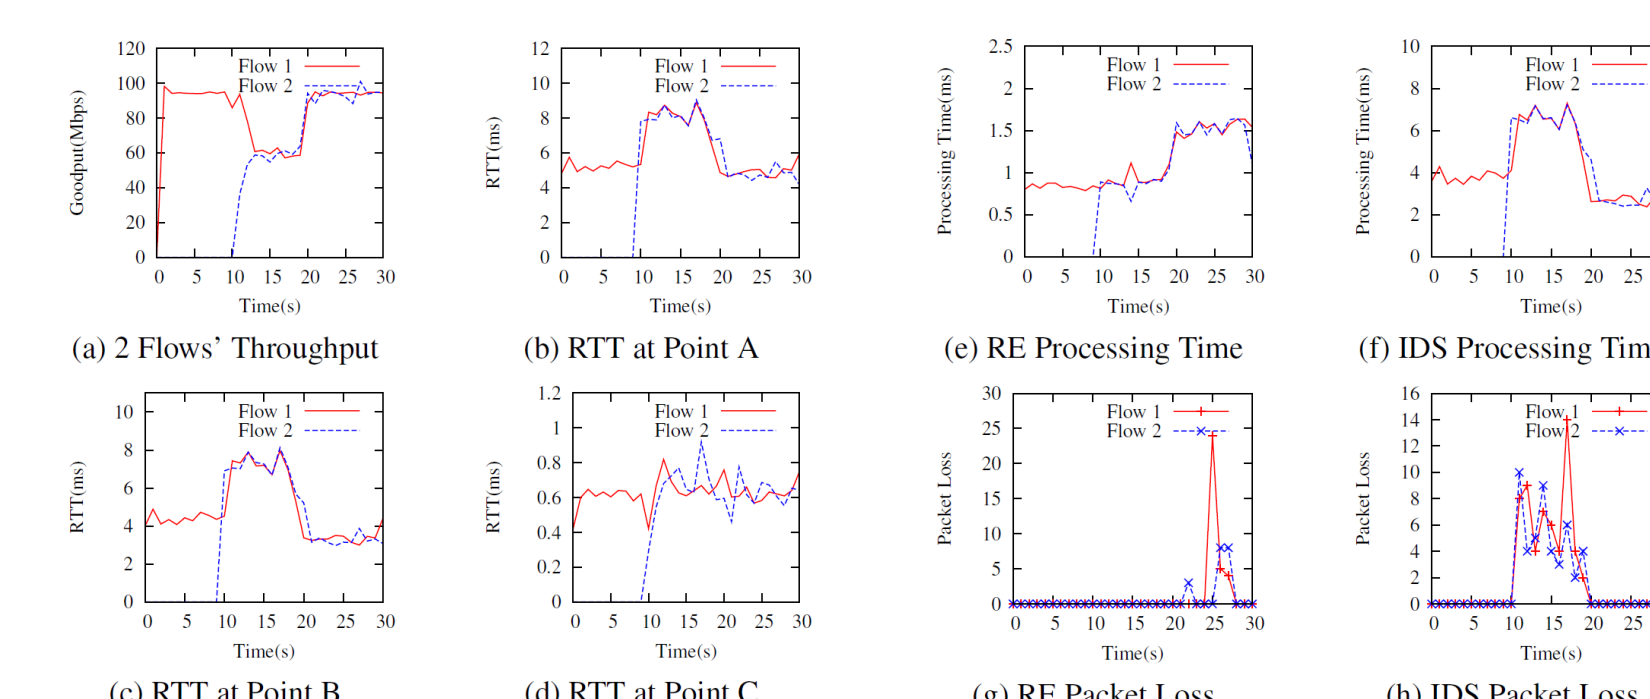 120
100
80
60
40
20
0
Goodput(Mbps)
Flow 1
Flow 2
0 5 10 15 20 25 30
Time(s)
(a) 2 Flows' Throughput
12
10
8
6
4
2
0
RTT(ms)
Flow 1
Flow 2
0 5 10 15 20 25 30
Time(s)
(b) RTT at Point A
2.5
2
1.5
1
0.5
0
Processing Time(ms)
Flow 1
Flow 2
0 5 10 15 20 25 30
Time(s)
(e) RE Processing Time
10
8
6
4
2
0
Processing Time(ms)
Flow 1
Flow 2
0 5 10 15 20 25
Time(s)
(f) IDS Processing Tim
10
8
6
4
2
0
RTT(ms)
Flow 1
Flow 2
0 5 10 15 20 25 30
Time(s)
(c) RTT at Point B
1.2
1
0.8
0.6
0.4
0.2
0
RTT(ms)
Flow 1
Flow 2
0 5 10 15 20 25 30
Time(s)
(d) RTT at Point C
30
25
20
15
10
5
0
Packet Loss
Flow 1
Flow 2
0 5 10 15 20 25 30
Time(s)
(g) RE Packet Loss
16
14
12
10
8
6
4
2
0
Packet Loss
Flow 1
Flow 2
0 5 10 15 20 25
Time(s)
(h) IDS Packet Loss